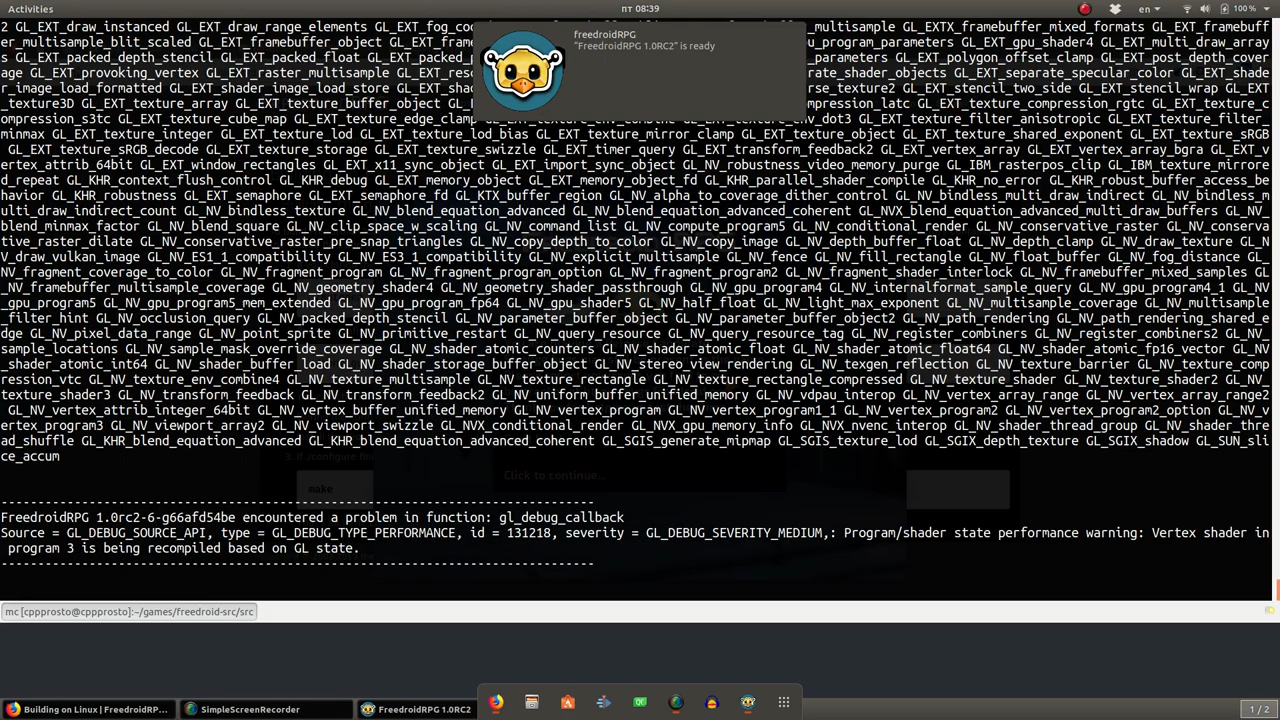 Activities
пт 08:39
en
100 %
2 GL_EXT_draw_instanced GL_EXT_draw_range_elements GL_EXT_fog_coo
_multisample GL_EXTX_framebuffer_mixed_formats GL_EXT_framebuff
er_multisample_blit_scaled GL_EXT_framebuffer_object GL_EXT_frame
u_program_parameters GL_EXT_gpu_shader4 GL_EXT_multi_draw_array
s GL_EXT_packed_depth_stencil GL_EXT_packed_float GL_EXT_packed_p
_parameters GL_EXT_polygon_offset_clamp GL_EXT_post_depth_cover
age GL_EXT_provoking_vertex GL_EXT_raster_multisample GL_EXT_resc
rate_shader_objects GL_EXT_separate_specular_color GL_EXT_shade
r_image_load_formatted GL_EXT_shader_image_load_store
rse_texture2 GL_EXT_stencil_two_side GL_EXT_stencil_wrap GL_EXT
_texture3D GL_EXT_texture_array GL_EXT_texture_buffer_object
ompression_latc GL_EXT_texture_compression_rgtc GL_EXT_texture_c
ompression_s3tc GL_EXT_texture_cube_map GL_EXT_texture_edge_clamp
env_dot3 GL_EXT_texture_filter_anisotropic GL_EXT_texture_filter_
freedroidRPG
"FreedroidRPG 1.0RC2" is ready
minmax GL_EXT_texture_integer GL_EXT_texture_lod GL_EXT_texture_lod_bias GL_EXT_texture_mirror_clamp GL_EXT_texture_object GL_EXT_texture_shared_exponent GL_EXT_texture_sRGB
GL_EXT_texture_sRGB_decode GL_EXT_texture_storage GL_EXT_texture_swizzle GL_EXT_timer_query GL_EXT_transform_feedback2 GL_EXT_vertex_array GL_EXT_vertex_array_bgra GL_EXT_v
ertex_attrib_64bit GL_EXT_window_rectangles GL_EXT_x11_sync_object GL_EXT_import_sync_object GL_NV_robustness_video_memory_purge GL_IBM_rasterpos_clip GL_IBM_texture_mirrore
d_repeat GL_KHR_context_flush_control GL_KHR_debug GL_EXT_memory_object GL_EXT_memory_object_fd GL_KHR_parallel_shader_compile GL_KHR_no_error GL_KHR_robust_buffer_access_be
havior GL_KHR_robustness GL_EXT_semaphore GL_EXT_semaphore_fd GL_KTX_buffer_region GL_NV_alpha_to_coverage_dither_control GL_NV_bindless_multi_draw_indirect GL_NV_bindless_m
ulti_draw_indirect_count GL_NV_bindless_texture GL_NV_blend_equation_advanced GL_NV_blend_equation_advanced_coherent GL_NVX_blend_equation_advanced_multi_draw_buffers GL_NV_
blend_minmax_factor GL_NV_blend_square GL_NV_clip_space_w_scaling GL_NV_command_list GL_NV_compute_program5 GL_NV_conditional_render GL_NV_conservative_raster GL_NV_conserva
tive_raster_dilate GL_NV_conservative_raster_pre_snap_triangles GL_NV_copy_depth_to_color GL_NV_copy_image GL_NV_depth_buffer_float GL_NV_depth_clamp GL_NV_draw_texture GL_N
V_draw_vulkan_image GL_NV_ES1_1_compatibility GL_NV_ES3_1_compatibility GL_NV_explicit_multisample GL_NV_fence GL_NV_fill_rectangle GL_NV_float_buffer GL_NV_fog_distance GL_
NV_fragment_coverage_to_color GL_NV_fragment_program GL_NV_fragment_program_option GL_NV_fragment_program2 GL_NV_fragment_shader_interlock GL_NV_framebuffer_mixed_samples GL
_NV_framebuffer_multisample_coverage GL_NV_geometry_shader4 GL_NV_geometry_shader_passthrough GL_NV_gpu_program4 GL_NV_internalformat_sample_query GL_NV_gpu_program4_1 GL_NV
_gpu_program5 GL_NV_gpu_program5_mem_extended GL_NV_gpu_program_fp64 GL_NV_gpu_shader5 GL_NV_half_float GL_NV_light_max_exponent GL_NV_multisample_coverage GL_NV_multisample
_filter_hint GL_NV_occlusion_query GL_NV_packed_depth_stencil GL_NV_parameter_buffer_object GL_NV_parameter_buffer_object2 GL_NV_path_rendering GL_NV_path_rendering_shared_e
dge GL_NV_pixel_data_range GL_NV_point_sprite GL_NV_primitive_restart GL_NV_query_resource GL_NV_query_resource_tag GL_NV_register_combiners GL_NV_register_combiners2 GL_NV_
sample_locations GL_NV_sample_mask_override_coverage GL_NV_shader_atomic_counters GL_NV_shader_atomic_float GL_NV_shader_atomic_float64 GL_NV_shader_atomic_fp16_vector GL_NV
_shader_atomic_int64 GL_NV_shader_buffer_load GL_NV_shader_storage_buffer_object GL_NV_stereo_view_rendering GL_NV_texgen_reflection GL_NV_texture_barrier GL_NV_texture_comp
ression_vtc GL_NV_texture_env_combine4 GL_NV_texture_multisample GL_NV_texture_rectangle GL_NV_texture_rectangle_compressed GL_NV_texture_shader GL_NV_texture_shader2 GL_NV_
texture_shader3 GL_NV_transform_feedback GL_NV_transform_feedback2 GL_NV_uniform_buffer_unified_memory GL_NV_vdpau_interop GL_NV_vertex_array_range GL_NV_vertex_array_range2
GL_NV_vertex_attrib_integer_64bit GL_NV_vertex_buffer_unified_memory GL_NV_vertex_program GL_NV_vertex_program1_1 GL_NV_vertex_program2 GL_NV_vertex_program2_option GL_NV_v
ertex_program3 GL_NV_viewport_array2 GL_NV_viewport_swizzle GL_NVX_conditional_render GL_NVX_gpu_memory_info GL_NVX_nvenc_interop GL_NV_shader_thread_group GL_NV_shader_thre
ad_shuffle GL_KHR_blend_equation_advanced GL_KHR_blend_equation_advanced_coherent GL_SGIS_generate_mipmap GL_SGIS_texture_lod GL_SGIX_depth_texture GL_SGIX_shadow GL_SUN_sli
ce_accum
Click to continue...
make
--------------------------------------------------------------------------------
FreedroidRPG 1.0rc2-6-g66afd54be encountered a problem in function: gl_debug_callback
Source = GL_DEBUG_SOURCE_API, type = GL_DEBUG_TYPE_PERFORMANCE, id = 131218, severity = GL_DEBUG_SEVERITY_MEDIUM,: Program/shader state performance warning: Vertex shader in
program 3 is being recompiled based on GL state.
--------------------------------------------------------------------------------
mc [cppprosto@cppprosto]:~/games/freedroid-src/src
Building on Linux | FreedroidRP...
SimpleScreenRecorder
FreedroidRPG 1.0RC2
1 / 2